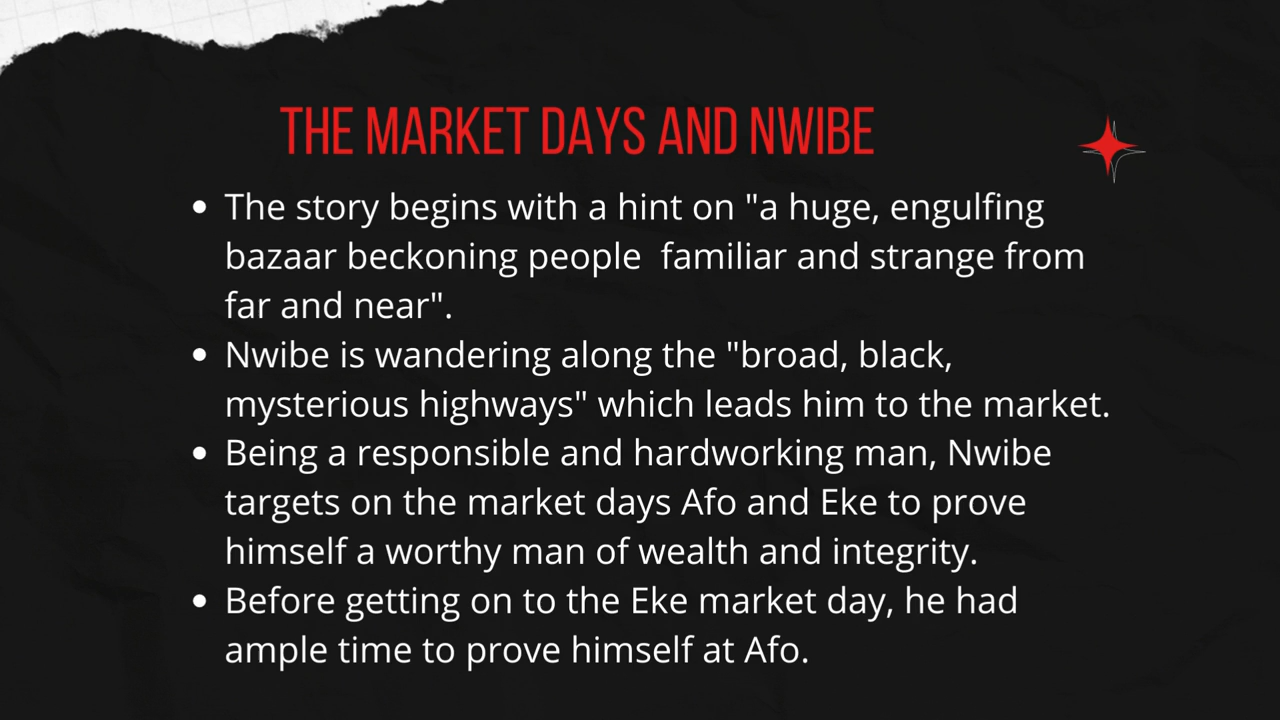 THE MARKET DAYS AND NWIBE
• The story begins with a hint on "a huge, engulfing
bazaar beckoning people  familiar and strange from
far and near".
• Nwibe is wandering along the "broad, black,
mysterious highways" which leads him to the market.
• Being a responsible and hardworking man, Nwibe
targets on the market days Afo and Eke to prove
himself a worthy man of wealth and integrity.
• Before getting on to the Eke market day, he had
ample time to prove himself at Afo.